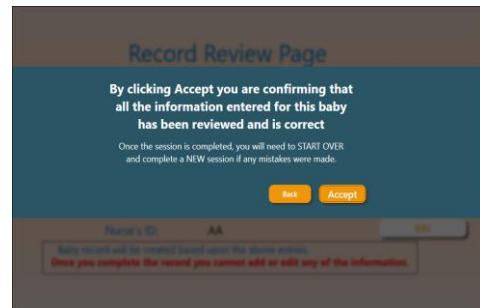 Record Review Page
By clicking Accept you are confirming that
all the information entered for this baby
has been reviewed and is correct
Once the session is completed, you will need to START OVER
and complete a NEW session if any mistakes were made.
Back Accept
Nurse's ID: AA
Baby record will be created based upon the above entries.
Once you complete the record you cannot add or edit any of the information.